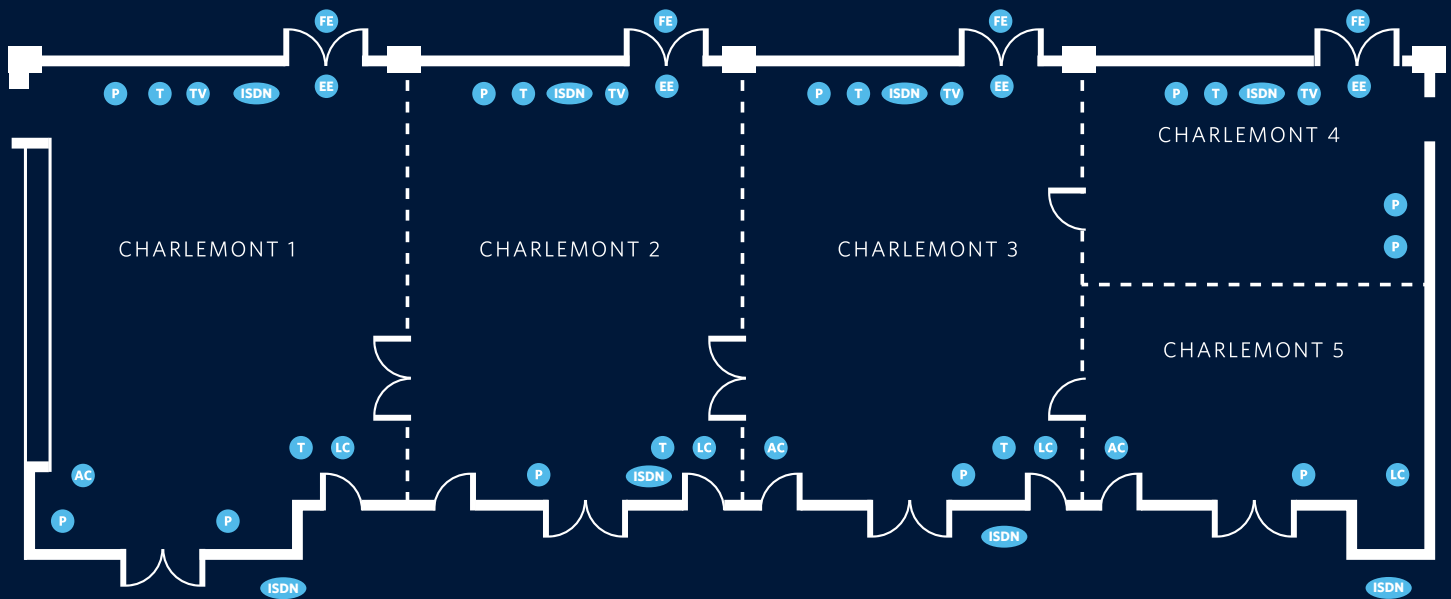 FE FE FE FE
EE EE EE EE
P T TV ISDN P T ISDN TV P T ISDN TV P T ISDN TV
CHARLEMONT 4
P
CHARLEMONT 1 CHARLEMONT 2 CHARLEMONT 3 P
CHARLEMONT 5
T LC T LC AC T LC AC
AC P ISDN P P LC
P P
ISDN
ISDN ISDN